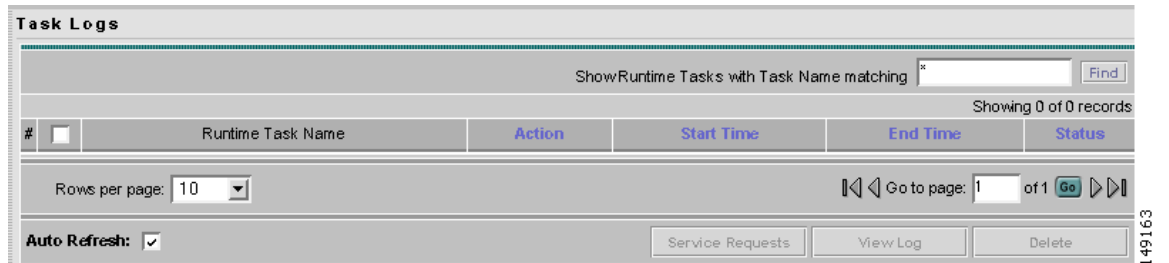 Task Logs
Show Runtime Tasks with Task Name matching * Find
Showing 0 of 0 records
# Runtime Task Name Action Start Time End Time Status
Rows per page: 10 Go to page: 1 of 1 Go
Auto Refresh: Service Requests View Log Delete
149163